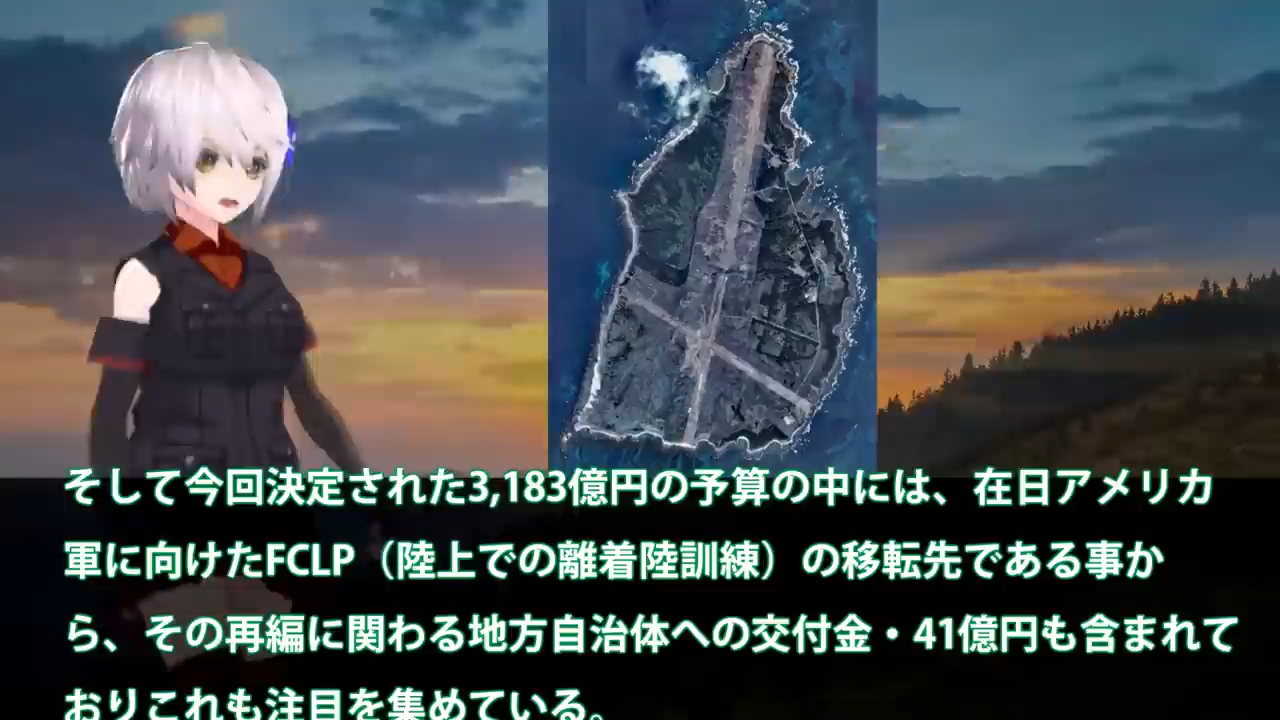 そして今回決定された3,183億円の予算の中には、在日アメリカ
軍に向けたFCLP（陸上での離着陸訓練）の移転先である事か
ら、その再編に関わる地方自治体への交付金・41億円も含まれて
おりこれも注目を集めている。